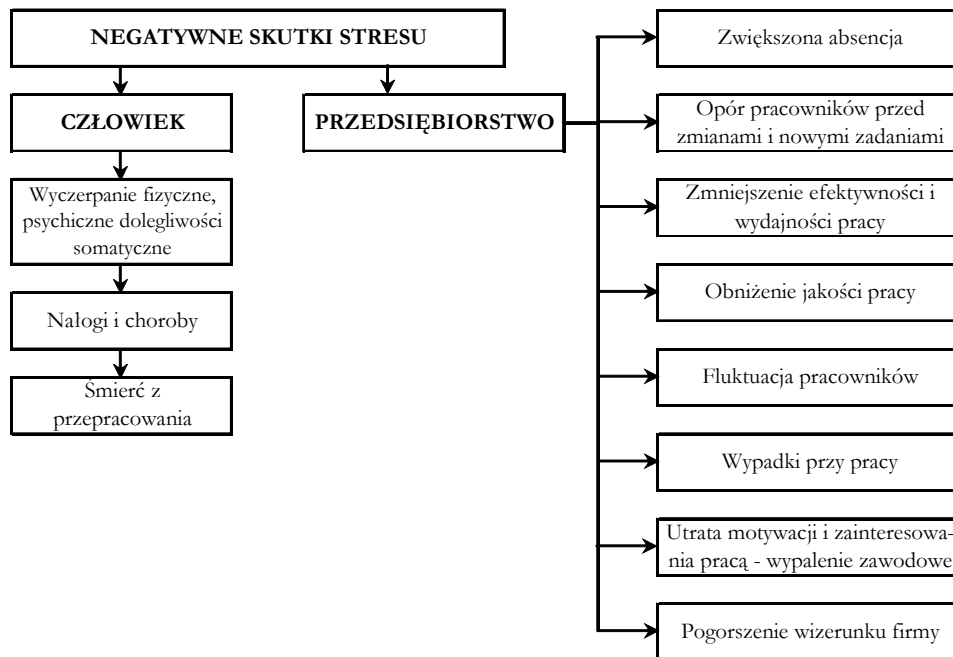 NEGATYWNE SKUTKI STRESU
CZŁOWIEK
Wyczerpanie fizyczne,
psychiczne dolegliwości
somatyczne
Nałogi i choroby
Śmierć z
przepracowania
PRZEDSIĘBIORSTWO
Zwiększona absencja
Opór pracowników przed
zmianami i nowymi zadaniami
Zmniejszenie efektywności i
wydajności pracy
Obniżenie jakości pracy
Fluktuacja pracowników
Wypadki przy pracy
Utrata motywacji i zainteresowa-
nia pracą - wypalenie zawodowe
Pogorszenie wizerunku firmy